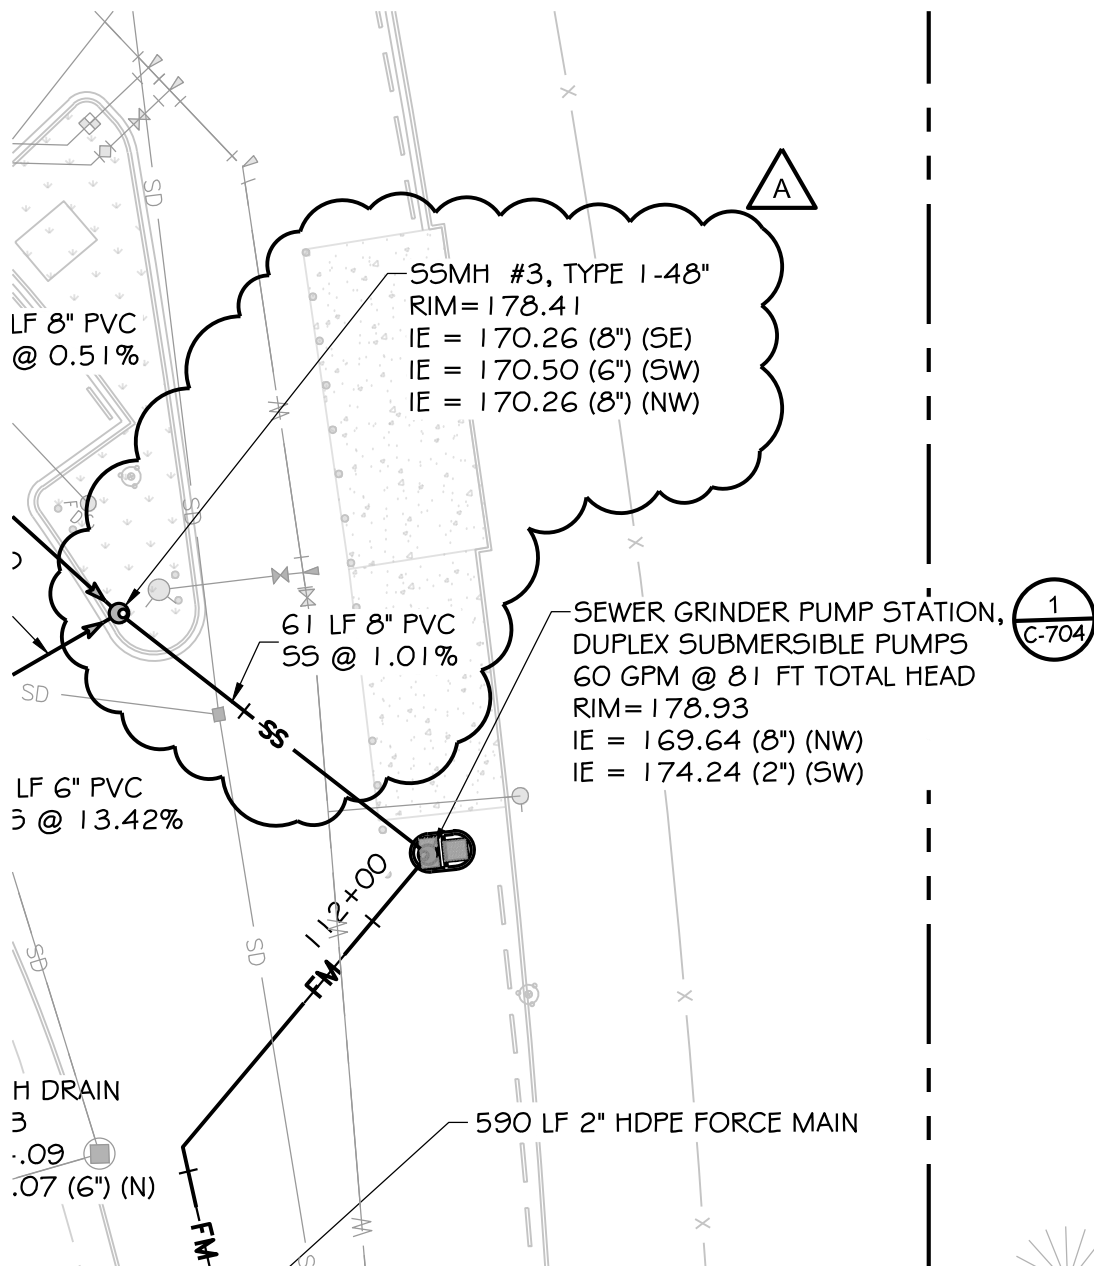 A
SSMH #3, TYPE 1-48"
RIM=178.41
IE = 170.26 (8") (SE)
IE = 170.50 (6") (SW)
IE = 170.26 (8") (NW)
LF 8" PVC
@ 0.51%
SD
X
W
SD
FD
X
W
61 LF 8" PVC
SS @ 1.01%
SD
SS
SEWER GRINDER PUMP STATION,
DUPLEX SUBMERSIBLE PUMPS
60 GPM @ 81 FT TOTAL HEAD
RIM=178.93
IE = 169.64 (8") (NW)
IE = 174.24 (2") (SW)
1
C-704
LF 6" PVC
@ 13.42%
112+00
W
SD
SD
FM
X
H DRAIN
3
.09
.07 (6") (N)
590 LF 2" HDPE FORCE MAIN
FM
W
X